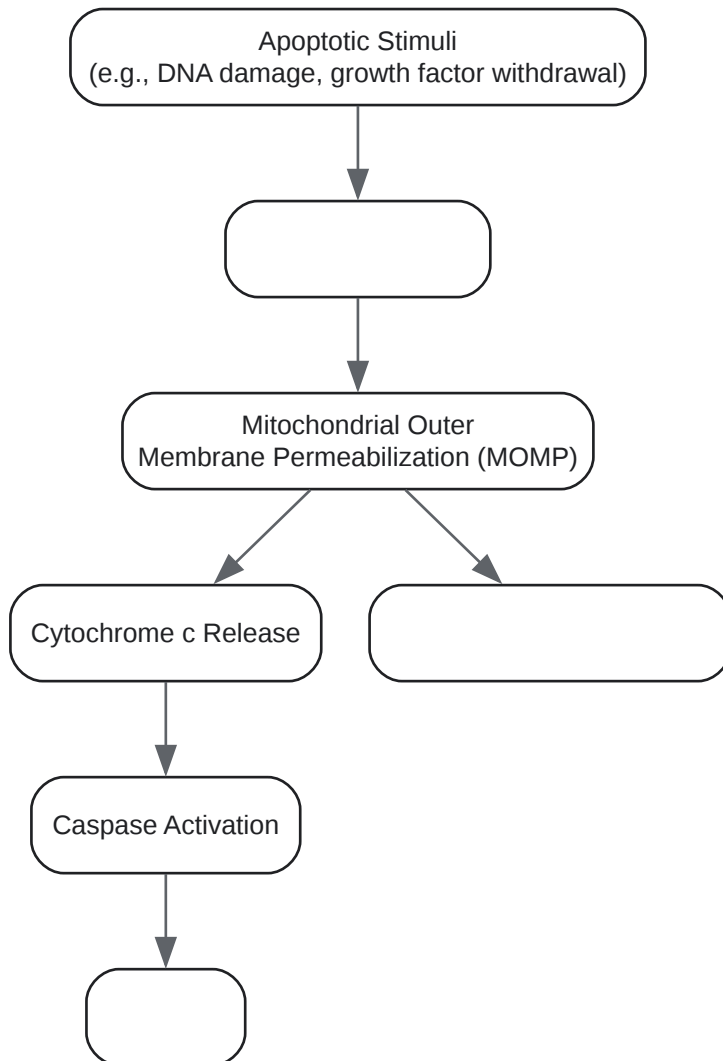 Apoptotic Stimuli
(e.g., DNA damage, growth factor withdrawal)
Mitochondrial Outer
Membrane Permeabilization (MOMP)
Cytochrome c Release
Caspase Activation